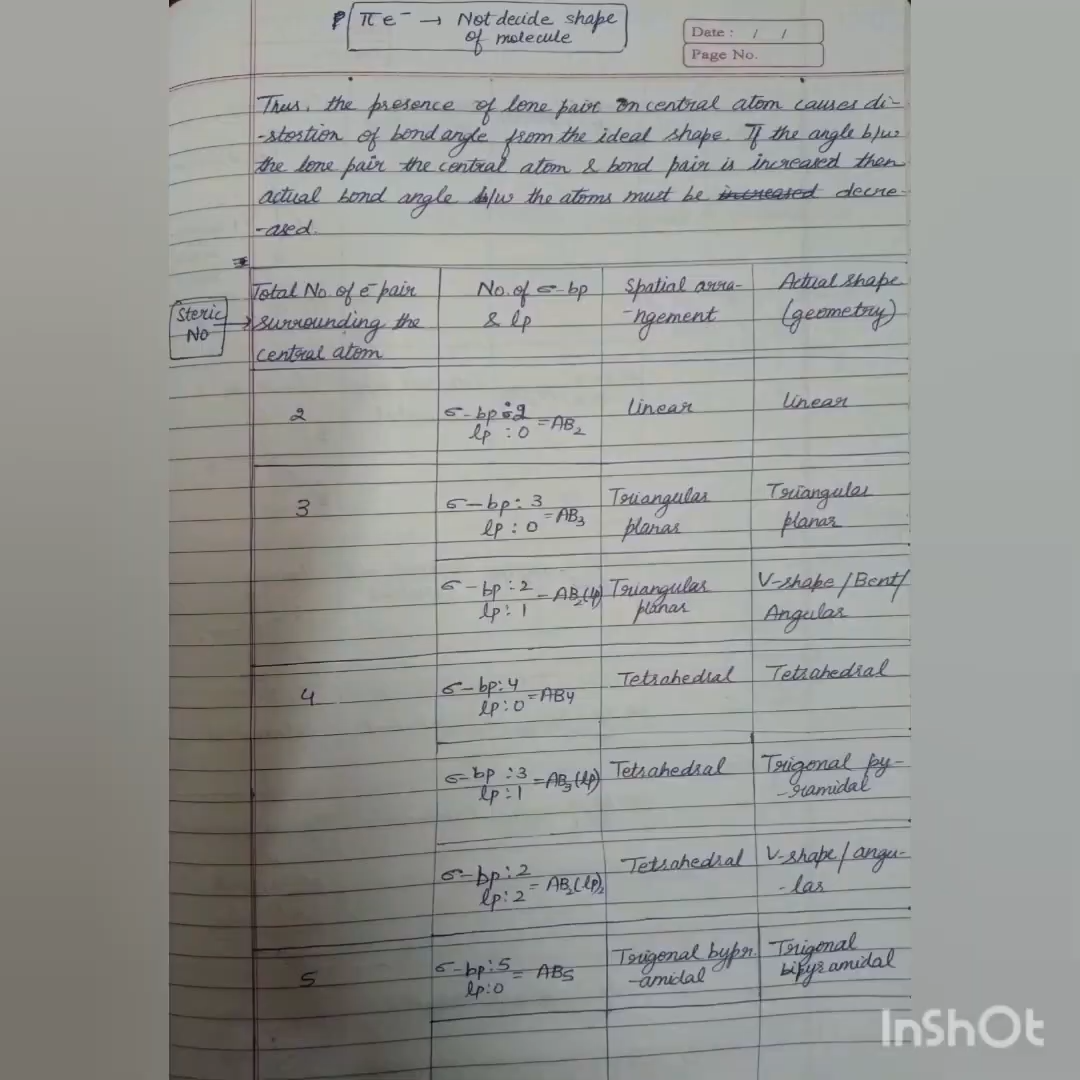 π e⁻ → Not decide shape
of molecule
Date : / /
Page No.
Thus, the presence of lone pair on central atom causes di-
-stortion of bond angle from the ideal shape. If the angle b/w
the lone pair the central atom & bond pair is increased then
actual bond angle b/w the atoms must be increased decre-
-ased.
Steric
No
Total No. of e pair
surrounding the
central atom
No. of σ-bp
& lp
Spatial arra-
-ngement
Actual shape
(geometry)
2
σ-bp : 2
lp : 0 = AB₂
linear
linear
3
σ-bp : 3
lp : 0 = AB₃
Triangular
planar
Triangular
planar
σ-bp : 2
lp : 1 = AB₂(lp)
Triangular
planar
V-shape / Bent/
Angular
4
σ-bp : 4
lp : 0 = AB4
Tetrahedral
Tetrahedral
σ-bp : 3
lp : 1 = AB₃(lp)
Tetrahedral
Trigonal py-
-ramidal
σ-bp : 2
lp : 2 = AB₂(lp)₂
Tetrahedral
V-shape / angu-
-lar
5
σ-bp : 5
lp : 0 = AB5
Trigonal bypr.
-amidal
Trigonal
bipyramidal
InShOt